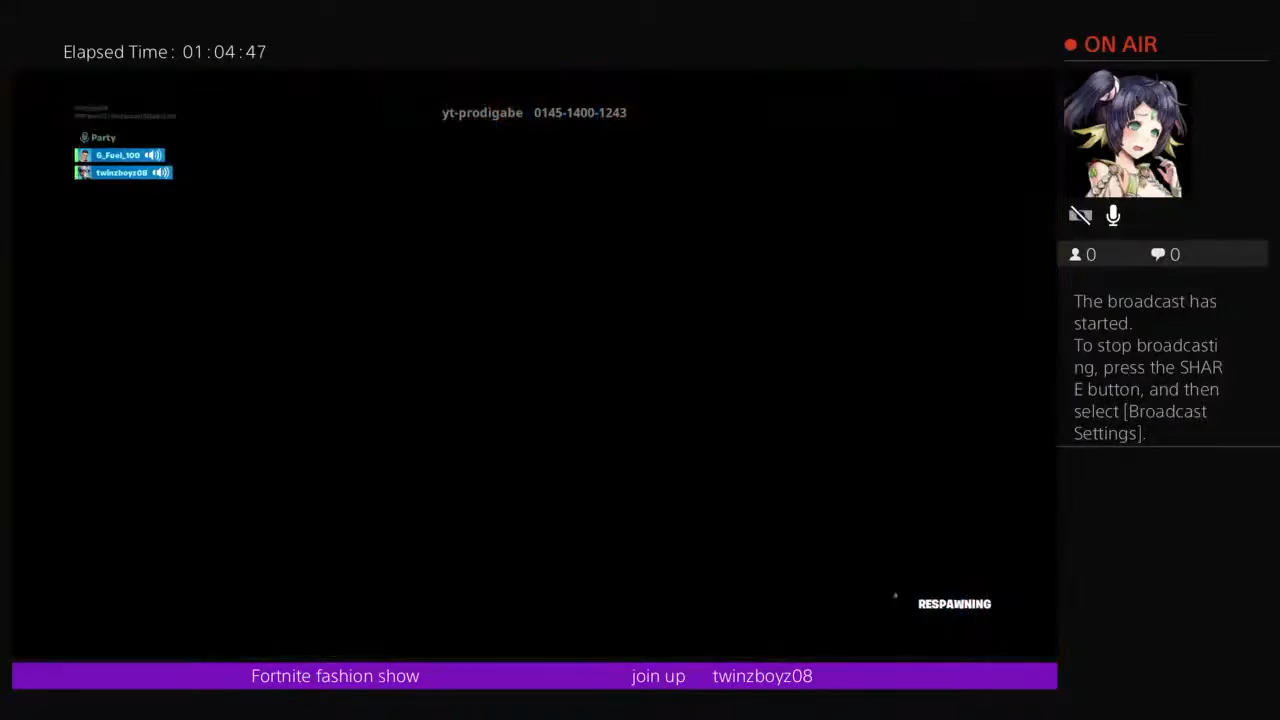 Elapsed Time: 01:04:47
ON AIR
yt-prodigabe 0145-1400-1243
Party
G_Fuel_100
twinzboyz08
0 0
The broadcast has
started.
To stop broadcasti
ng, press the SHAR
E button, and then
select [Broadcast
Settings].
RESPAWNING
Fortnite fashion show join up twinzboyz08